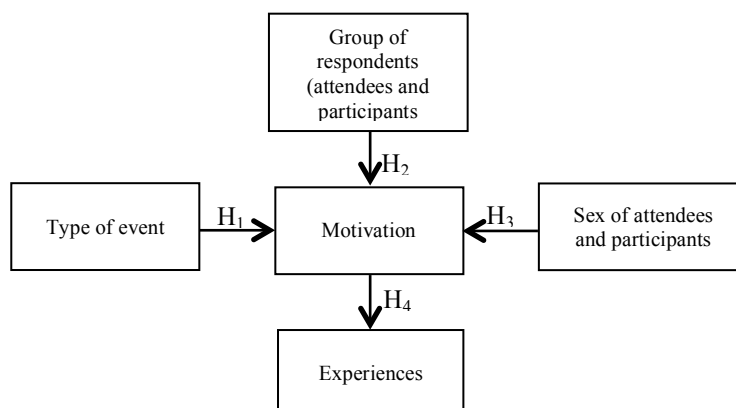 Group of
respondents
(attendees and
participants
H2
Type of event
H1
Motivation
H3
Sex of attendees
and participants
H4
Experiences